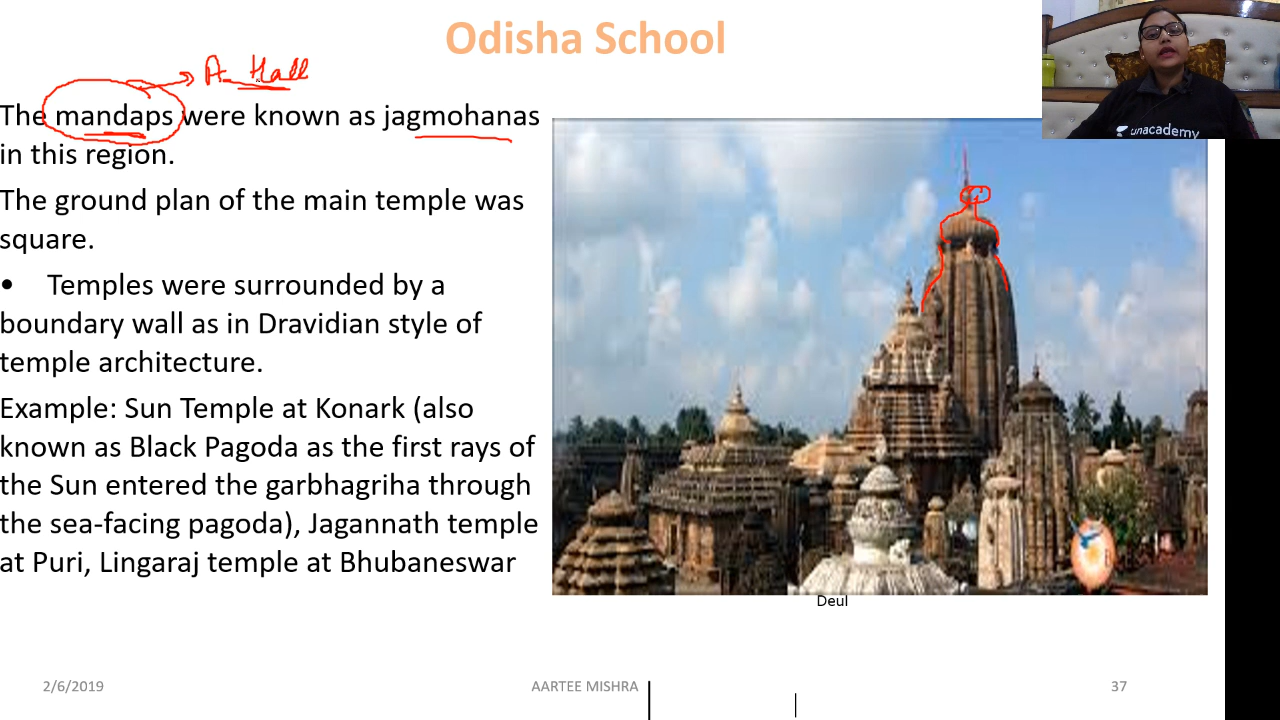 Odisha School
A Hall
The mandaps were known as jagmohanas
in this region.
The ground plan of the main temple was
square.
• Temples were surrounded by a
boundary wall as in Dravidian style of
temple architecture.
Example: Sun Temple at Konark (also
known as Black Pagoda as the first rays of
the Sun entered the garbhagriha through
the sea-facing pagoda), Jagannath temple
at Puri, Lingaraj temple at Bhubaneswar
unacademy
Deul
2/6/2019
AARTEE MISHRA
37